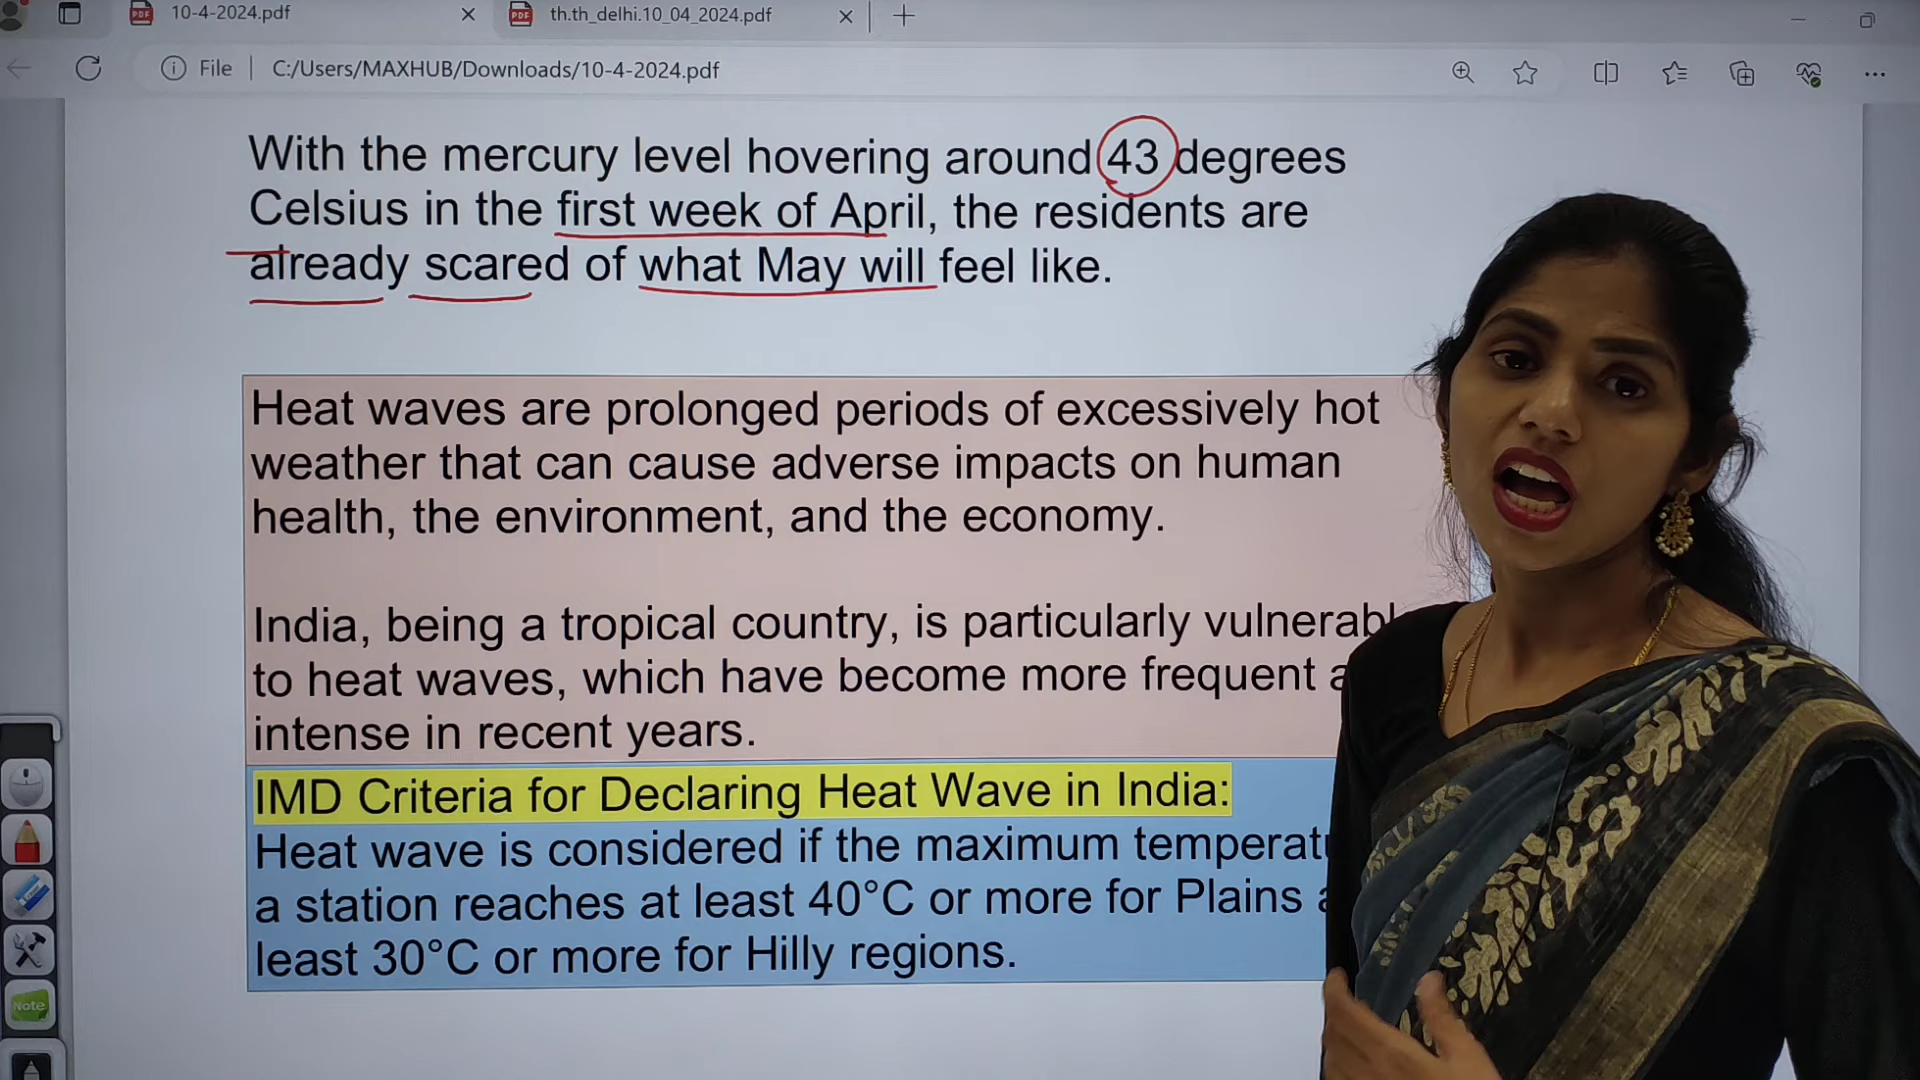 10-4-2024.pdf
th.th_delhi.10_04_2024.pdf
File
C:/Users/MAXHUB/Downloads/10-4-2024.pdf
With the mercury level hovering around 43 degrees
Celsius in the first week of April, the residents are
already scared of what May will feel like.
Heat waves are prolonged periods of excessively hot
weather that can cause adverse impacts on human
health, the environment, and the economy.
India, being a tropical country, is particularly
to heat waves, which have become more frequent
intense in recent years.
IMD Criteria for Declaring Heat Wave in India:
Heat wave is considered if the maximum
a station reaches at least 40°C or more for Plains
least 30°C or more for Hilly regions.
Note